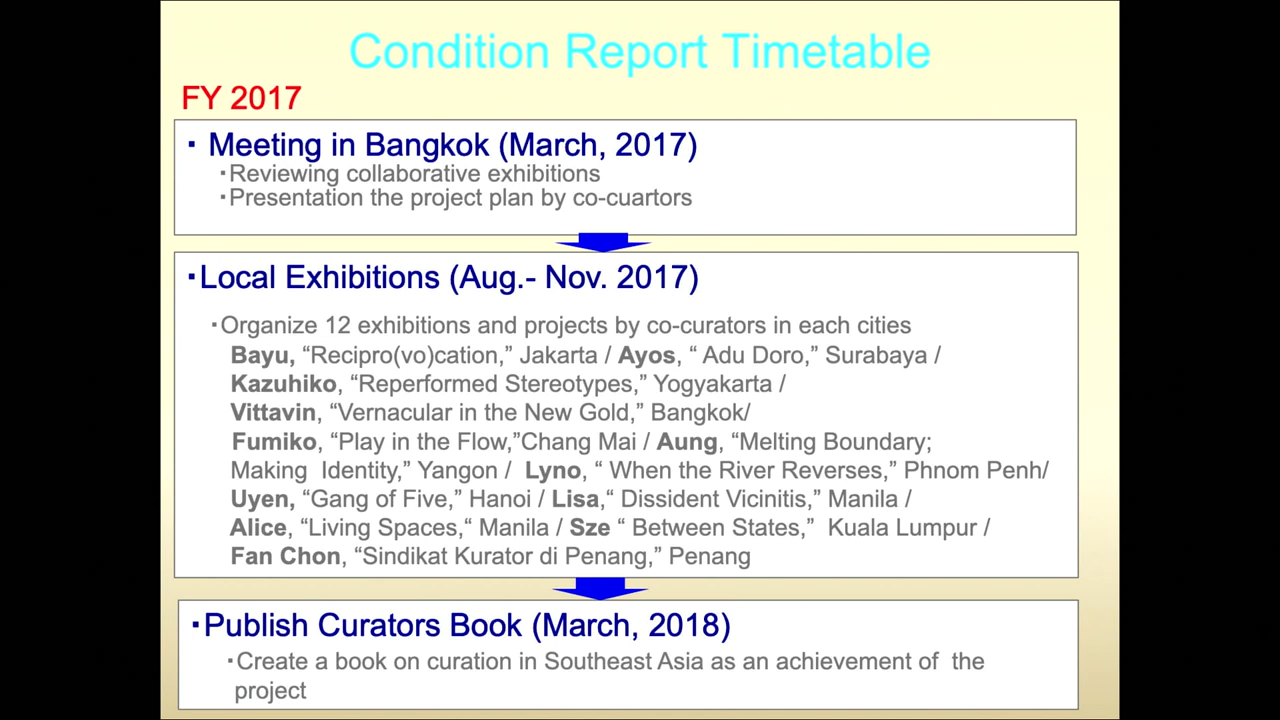 Condition Report Timetable
FY 2017
・ Meeting in Bangkok (March, 2017)
・Reviewing collaborative exhibitions
・Presentation the project plan by co-cuartors
・Local Exhibitions (Aug.- Nov. 2017)
・Organize 12 exhibitions and projects by co-curators in each cities
Bayu, “Recipro(vo)cation,” Jakarta / Ayos, “ Adu Doro,” Surabaya /
Kazuhiko, “Reperformed Stereotypes,” Yogyakarta /
Vittavin, “Vernacular in the New Gold,” Bangkok/
Fumiko, “Play in the Flow,”Chang Mai / Aung, “Melting Boundary;
Making  Identity,” Yangon /  Lyno, “ When the River Reverses,” Phnom Penh/
Uyen, “Gang of Five,” Hanoi / Lisa,“ Dissident Vicinitis,” Manila /
Alice, “Living Spaces,“ Manila / Sze “ Between States,”  Kuala Lumpur /
Fan Chon, “Sindikat Kurator di Penang,” Penang
・Publish Curators Book (March, 2018)
・Create a book on curation in Southeast Asia as an achievement of  the
project